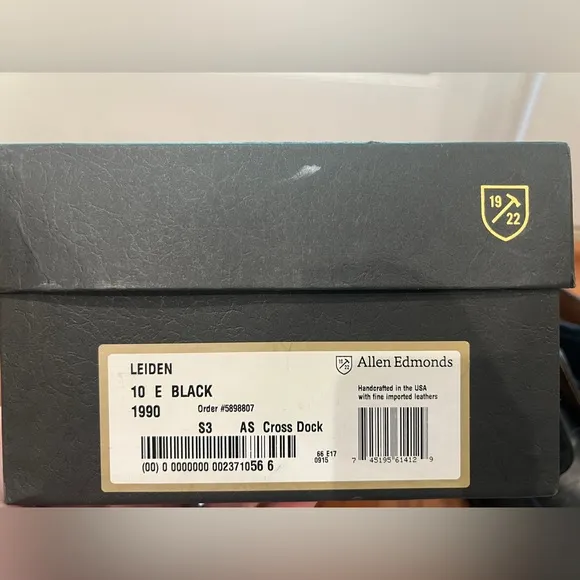 19
22
LEIDEN
10 E BLACK
1990 Order #5898807
S3 AS Cross Dock
(00) 0 0000000 002371056 6
19 22 Allen Edmonds
Handcrafted in the USA
with fine imported leathers
66 E17
0915
7 45195 61412 9